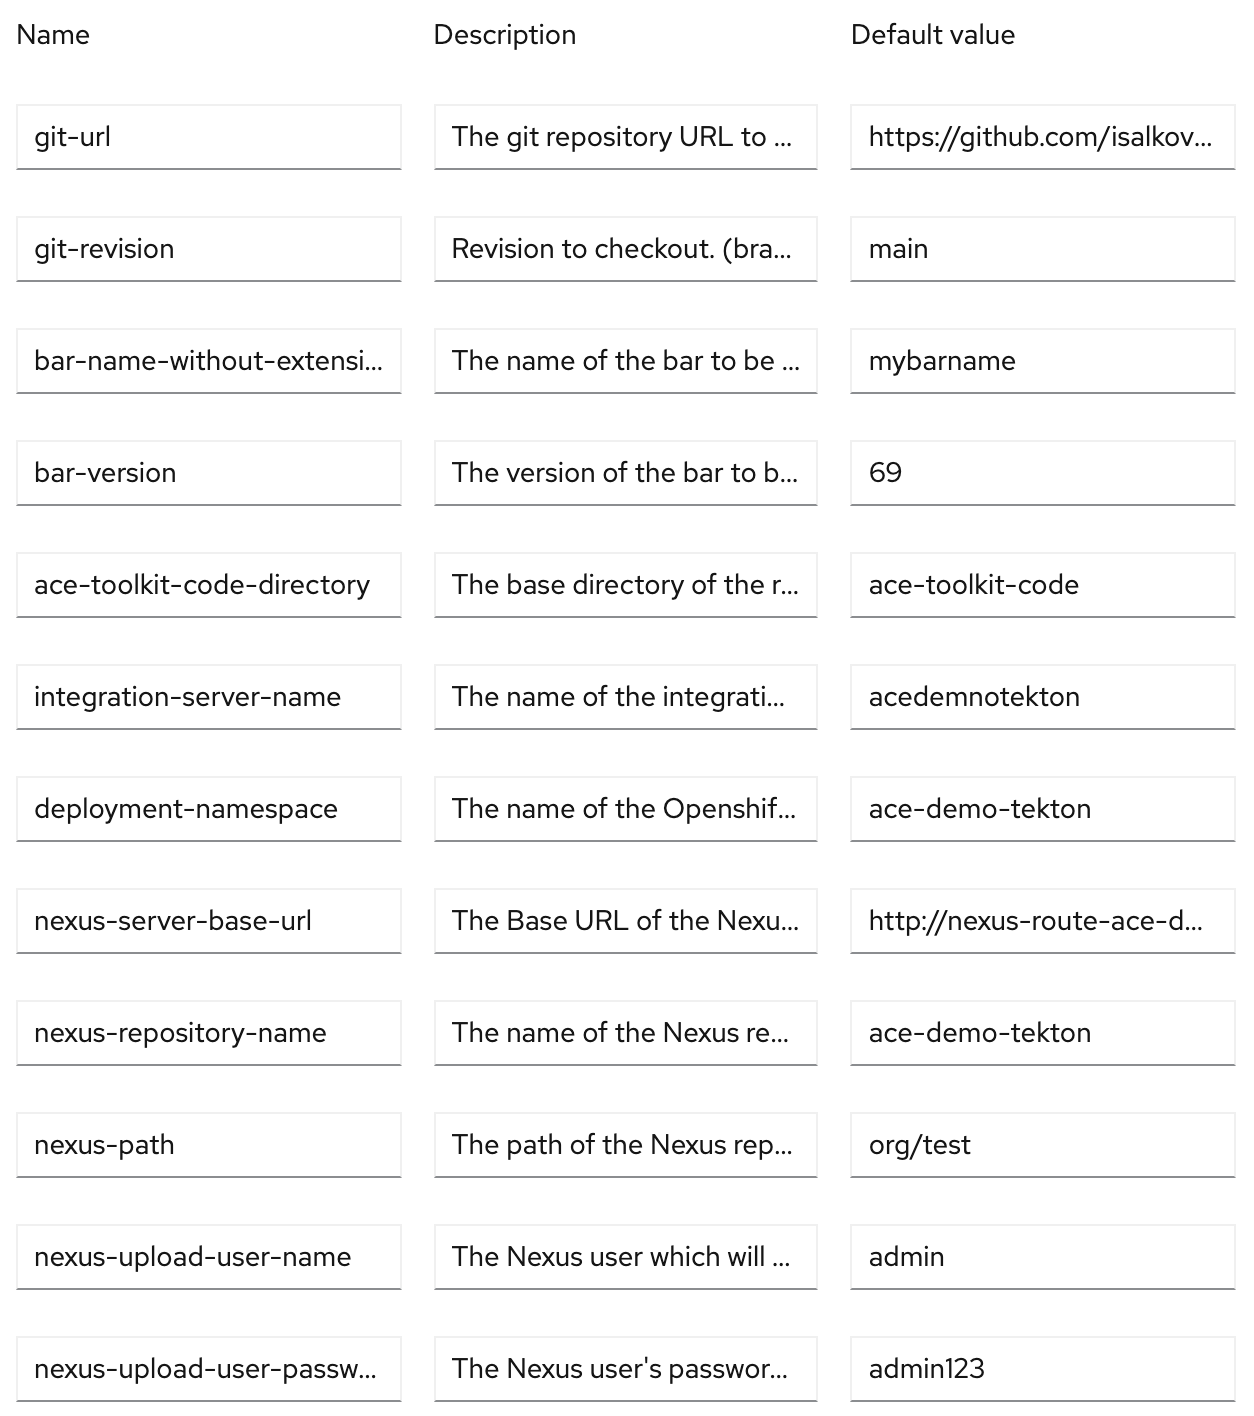 Name Description Default value
git-url The git repository URL to ... https://github.com/isalkov...
git-revision Revision to checkout. (bra... main
bar-name-without-extensi... The name of the bar to be ... mybarname
bar-version The version of the bar to b... 69
ace-toolkit-code-directory The base directory of the r... ace-toolkit-code
integration-server-name The name of the integrati... acedemnotekton
deployment-namespace The name of the Openshif... ace-demo-tekton
nexus-server-base-url The Base URL of the Nexu... http://nexus-route-ace-d...
nexus-repository-name The name of the Nexus re... ace-demo-tekton
nexus-path The path of the Nexus rep... org/test
nexus-upload-user-name The Nexus user which will ... admin
nexus-upload-user-passw... The Nexus user's passwor... admin123